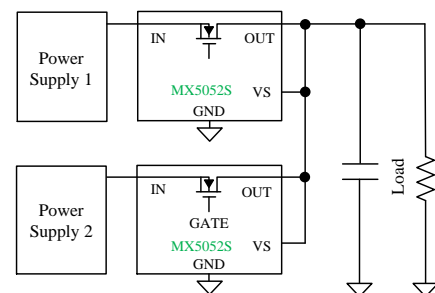 Power
Supply 1
IN
OUT
MX5052S
VS
GND
Power
Supply 2
IN
OUT
GATE
MX5052S
VS
GND
Load